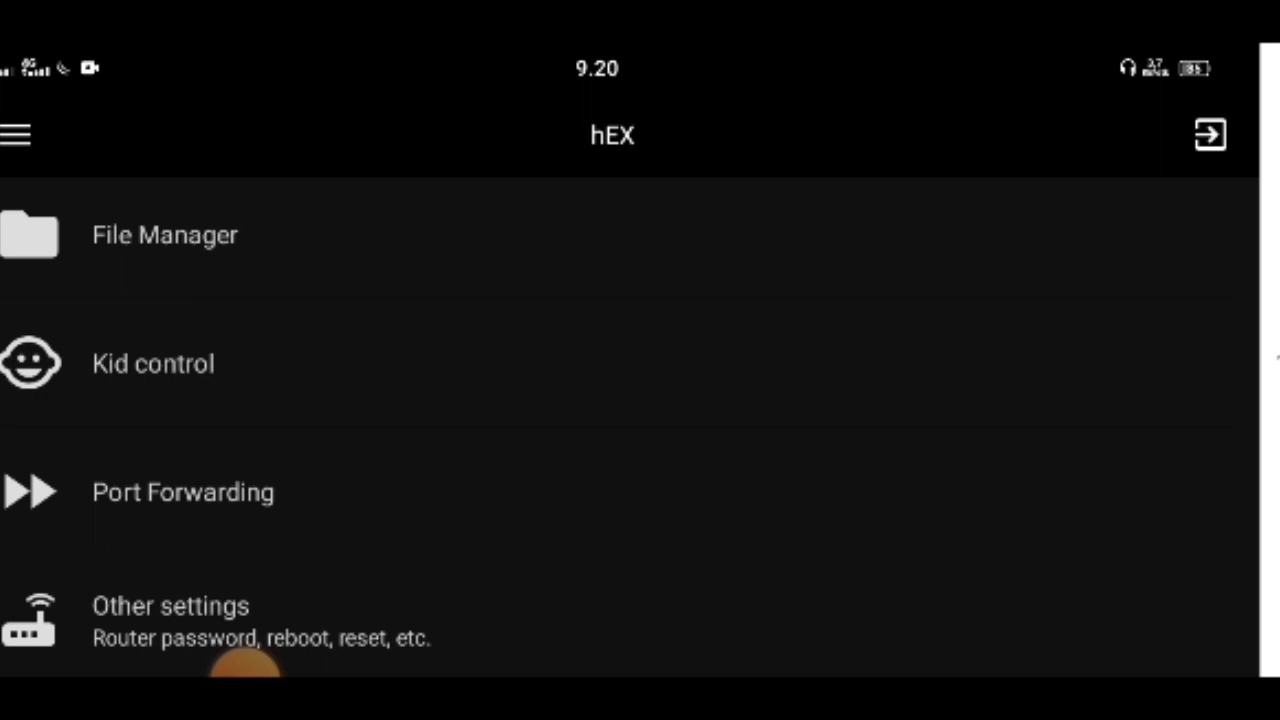 9.20
hEX
File Manager
Kid control
Port Forwarding
Other settings
Router password, reboot, reset, etc.